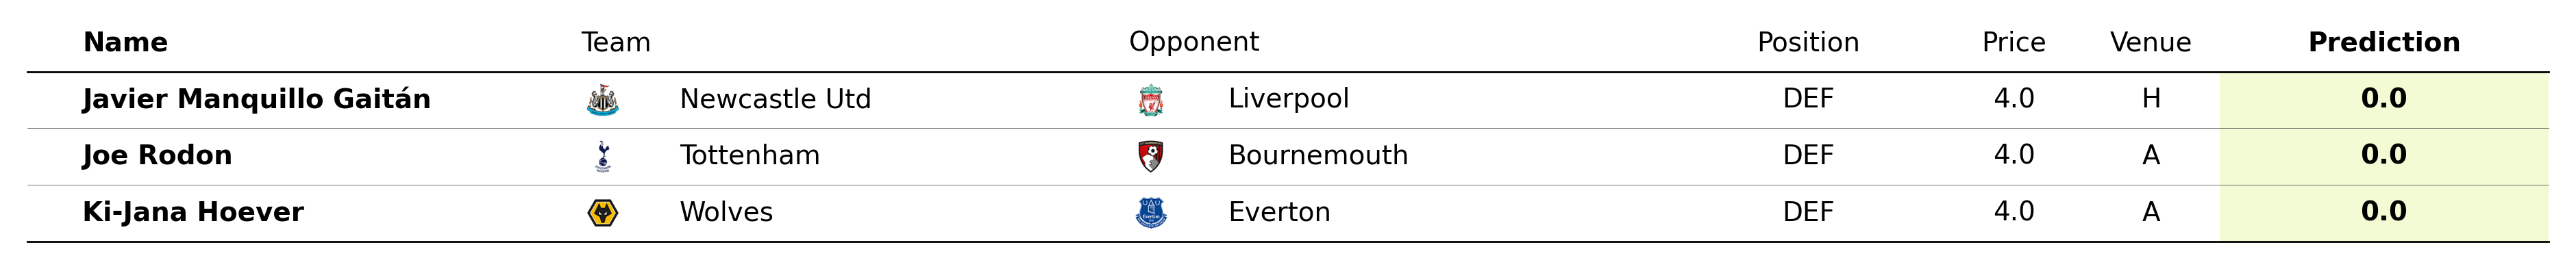 Name Team Opponent Position Price Venue Prediction
Javier Manquillo Gaitán Newcastle Utd Liverpool DEF 4.0 H 0.0
Joe Rodon Tottenham Bournemouth DEF 4.0 A 0.0
Ki-Jana Hoever Wolves Everton DEF 4.0 A 0.0